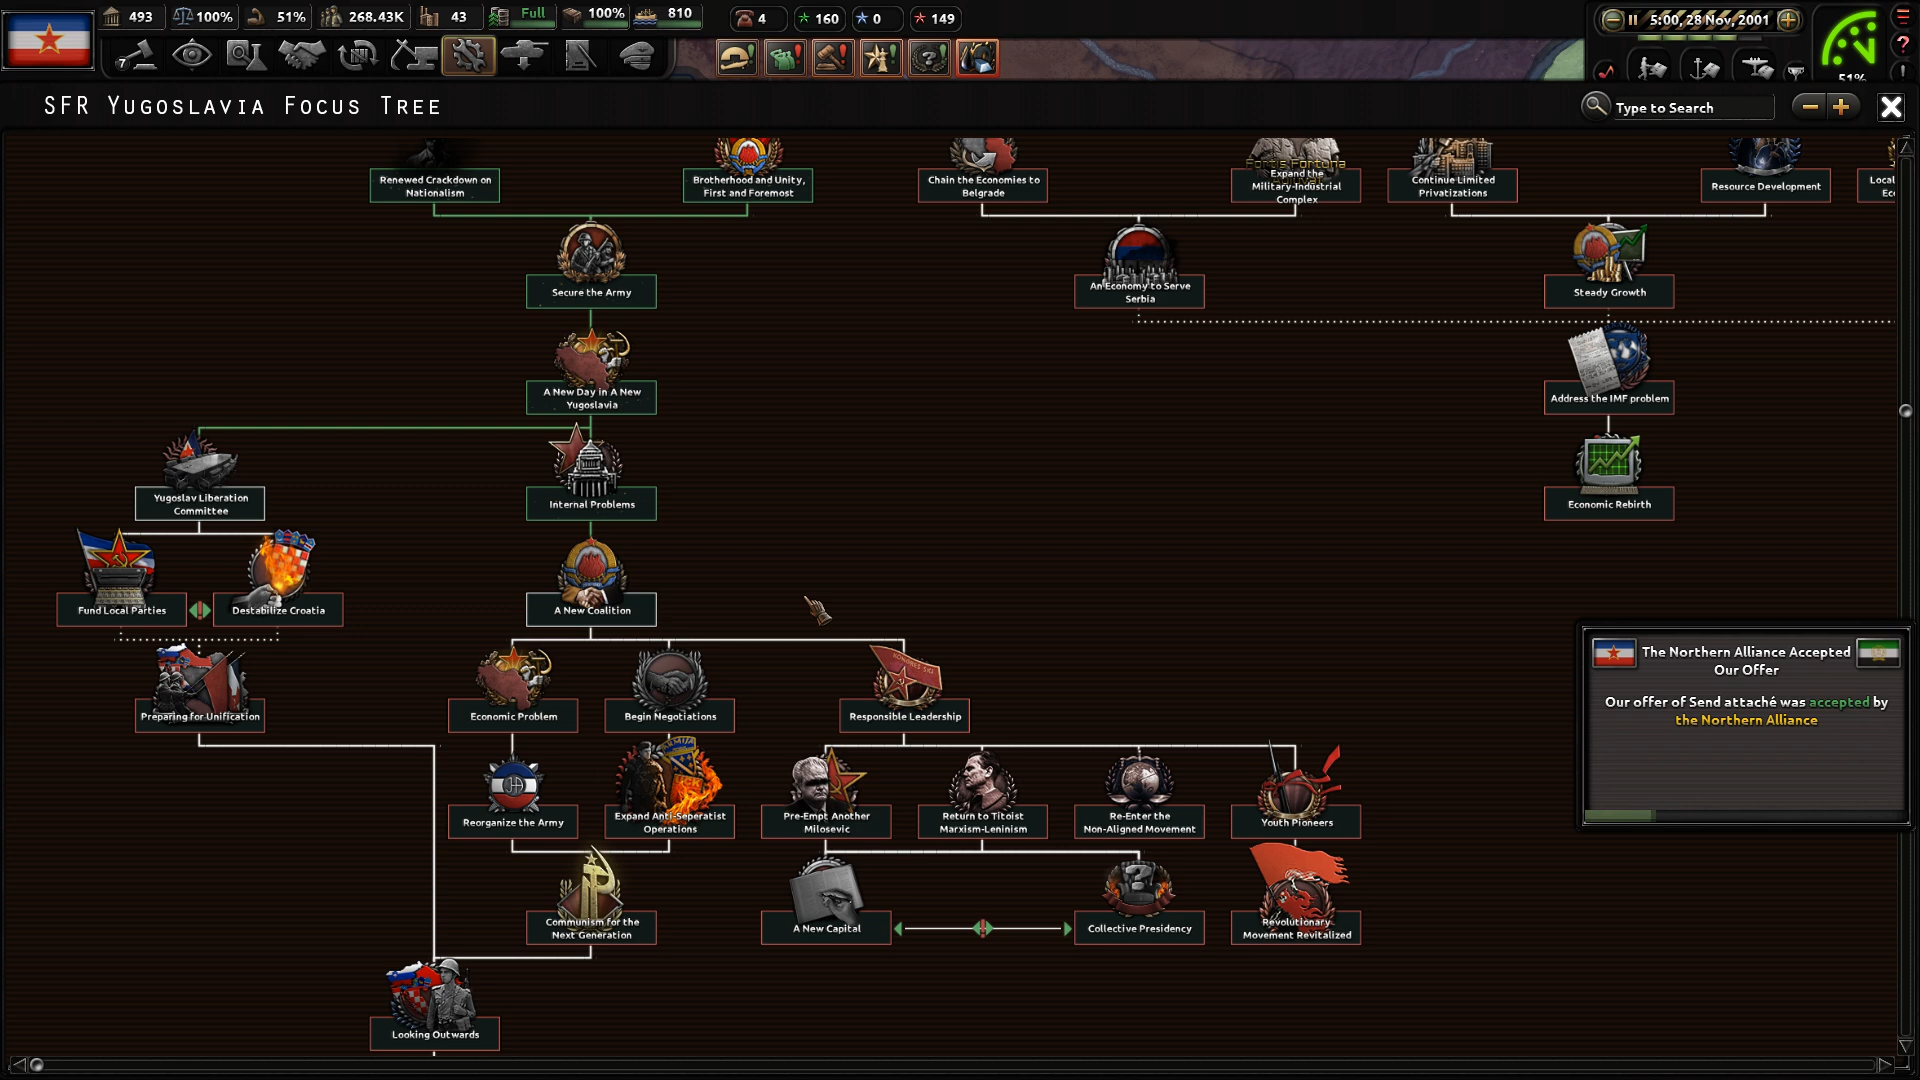 493
100%
51%
268.43K
43
Full
100%
810
4
160
0
149
5:00, 28 Nov, 2001
7
51%
SFR Yugoslavia Focus Tree
Type to Search
Renewed Crackdown on
Nationalism
Brotherhood and Unity,
First and Foremost
Chain the Economies to
Belgrade
Fortis Fortuna
Expand the
Military-Industrial
Complex
Continue Limited
Privatizations
Resource Development
Local
Ec
Secure the Army
An Economy to Serve
Serbia
Steady Growth
A New Day in A New
Yugoslavia
Address the IMF problem
Yugoslav Liberation
Committee
Internal Problems
Economic Rebirth
Fund Local Parties
Destabilize Croatia
A New Coalition
The Northern Alliance Accepted
Our Offer
Our offer of Send attaché was accepted by
the Northern Alliance
Preparing for Unification
Economic Problem
Begin Negotiations
Responsible Leadership
Reorganize the Army
Expand Anti-Seperatist
Operations
Pre-Empt Another
Milosevic
Return to Titoist
Marxism-Leninism
Re-Enter the
Non-Aligned Movement
Youth Pioneers
Communism for the
Next Generation
A New Capital
Collective Presidency
Revolutionary
Movement Revitalized
Looking Outwards